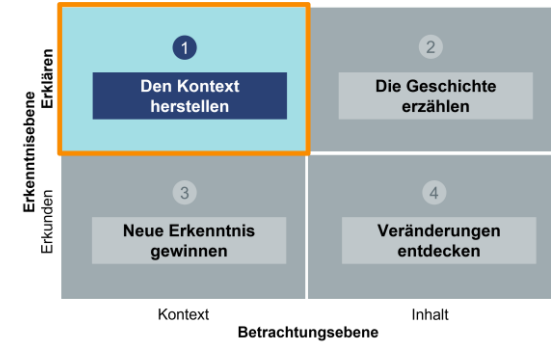 Erkenntnisebene
Erklären
Erkunden
1
Den Kontext
herstellen
2
Die Geschichte
erzählen
3
Neue Erkenntnis
gewinnen
4
Veränderungen
entdecken
Kontext
Inhalt
Betrachtungsebene